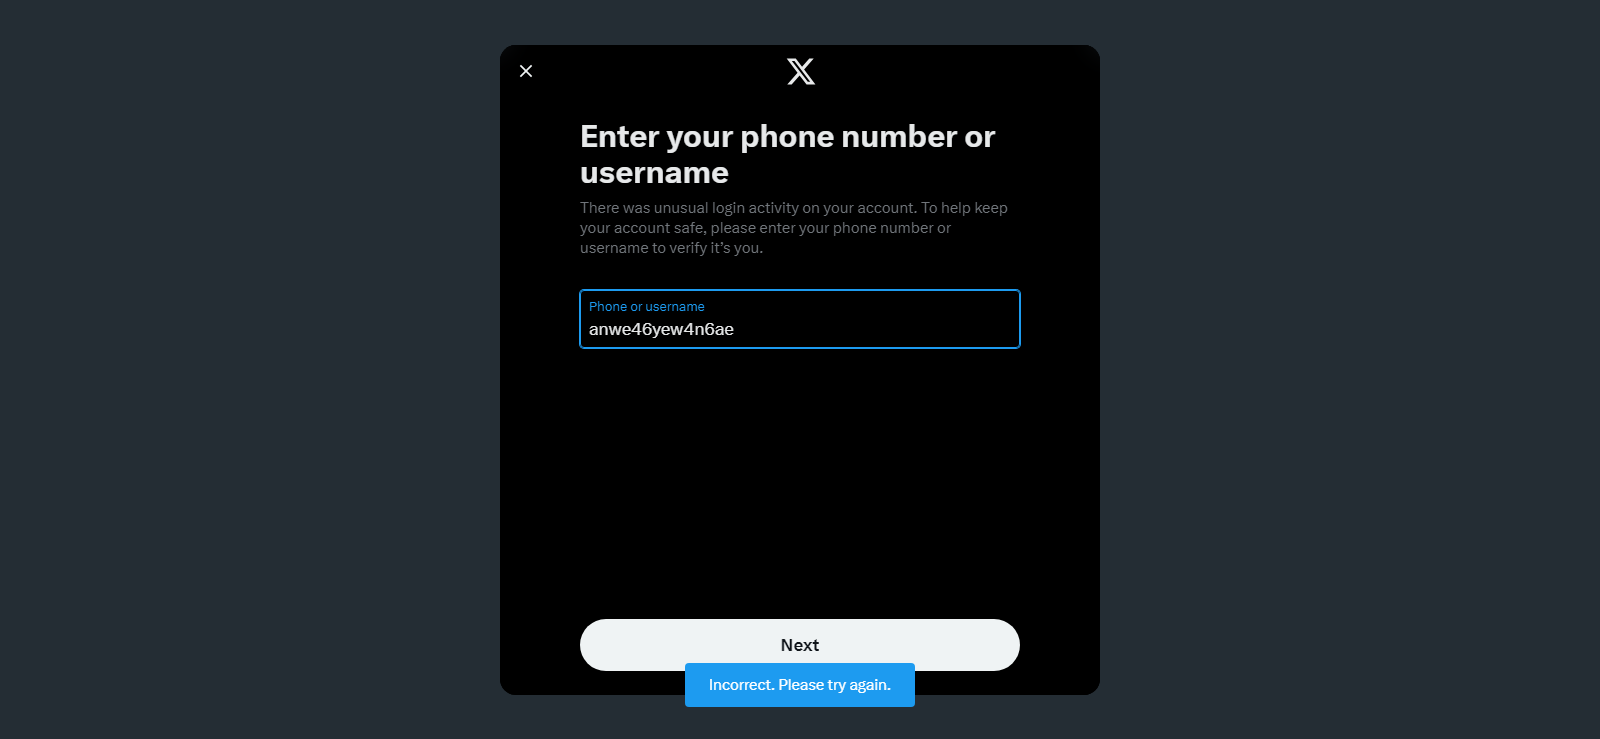 Enter your phone number or
username
There was unusual login activity on your account. To help keep
your account safe, please enter your phone number or
username to verify it’s you.
Phone or username
anwe46yew4n6ae
Next
Incorrect. Please try again.